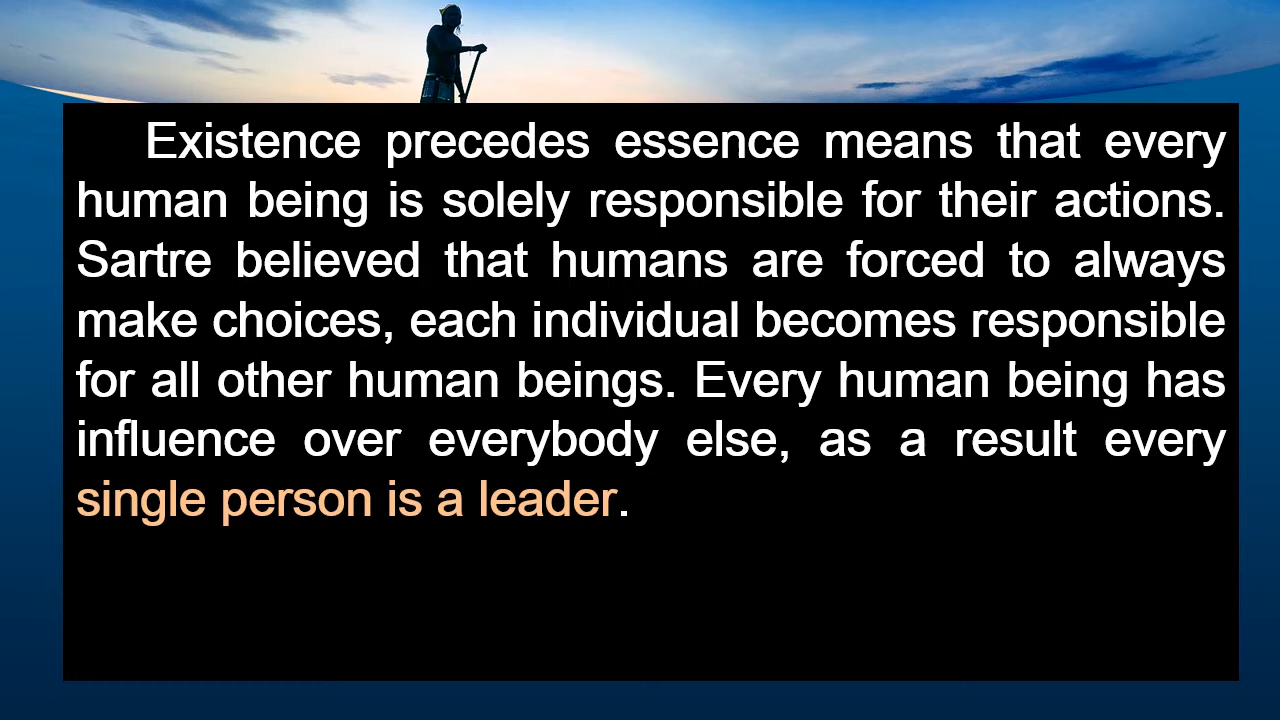 Existence precedes essence means that every
human being is solely responsible for their actions.
Sartre believed that humans are forced to always
make choices, each individual becomes responsible
for all other human beings. Every human being has
influence over everybody else, as a result every
single person is a leader.